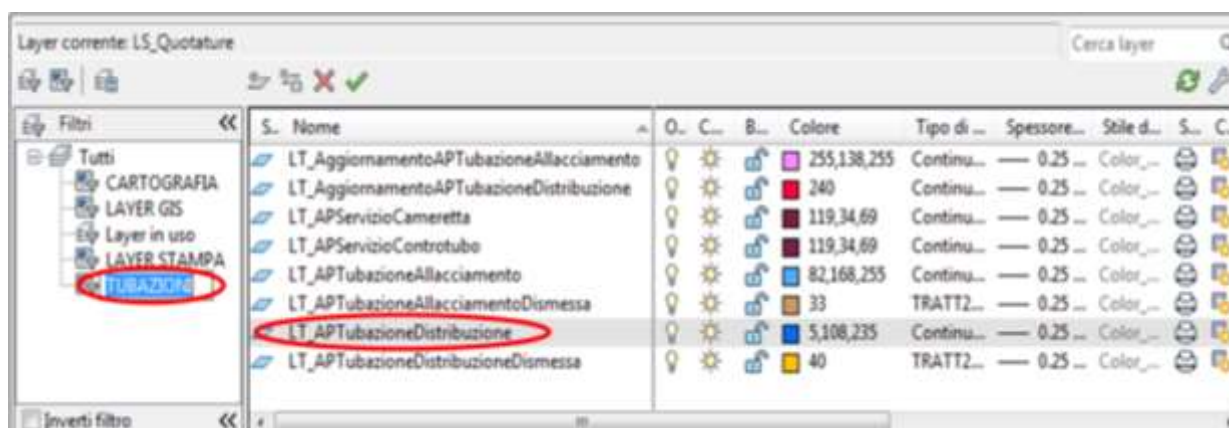 Layer corrente: LS_Quotature
Cerca layer
Filtri
S.. Nome O.. C... B... Colore Tipo di ... Spessore... Stile d... S... C
Tutti
CARTOGRAFIA
LAYER GIS
Layer in uso
LAYER STAMPA
TUBAZIONI
LT_AggiornamentoAPTubazioneAllacciamento 255,138,255 Continu... 0.25 ... Color_...
LT_AggiornamentoAPTubazioneDistribuzione 240 Continu... 0.25 ... Color_...
LT_APServizioCameretta 119,34,69 Continu... 0.25 ... Color_...
LT_APServizioControtubo 119,34,69 Continu... 0.25 ... Color_...
LT_APTubazioneAllacciamento 82,168,255 Continu... 0.25 ... Color_...
LT_APTubazioneAllacciamentoDismessa 33 TRATT2... 0.25 ... Color_...
LT_APTubazioneDistribuzione 5,108,235 Continu... 0.25 ... Color_...
LT_APTubazioneDistribuzioneDismessa 40 TRATT2... 0.25 ... Color_...
Inverti filtro